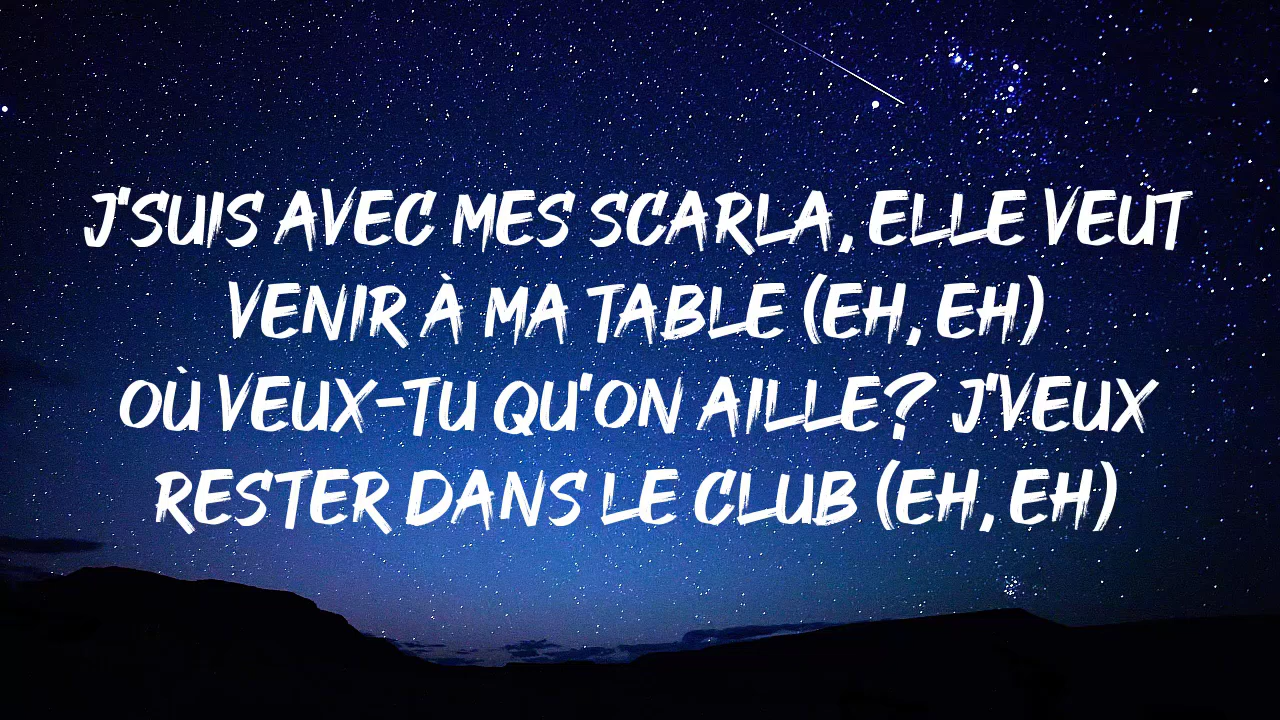 J'SUIS AVEC MES SCARLA, ELLE VEUT
VENIR À MA TABLE (EH, EH)
OÙ VEUX-TU QU'ON AILLE? J'VEUX
RESTER DANS LE CLUB (EH, EH)